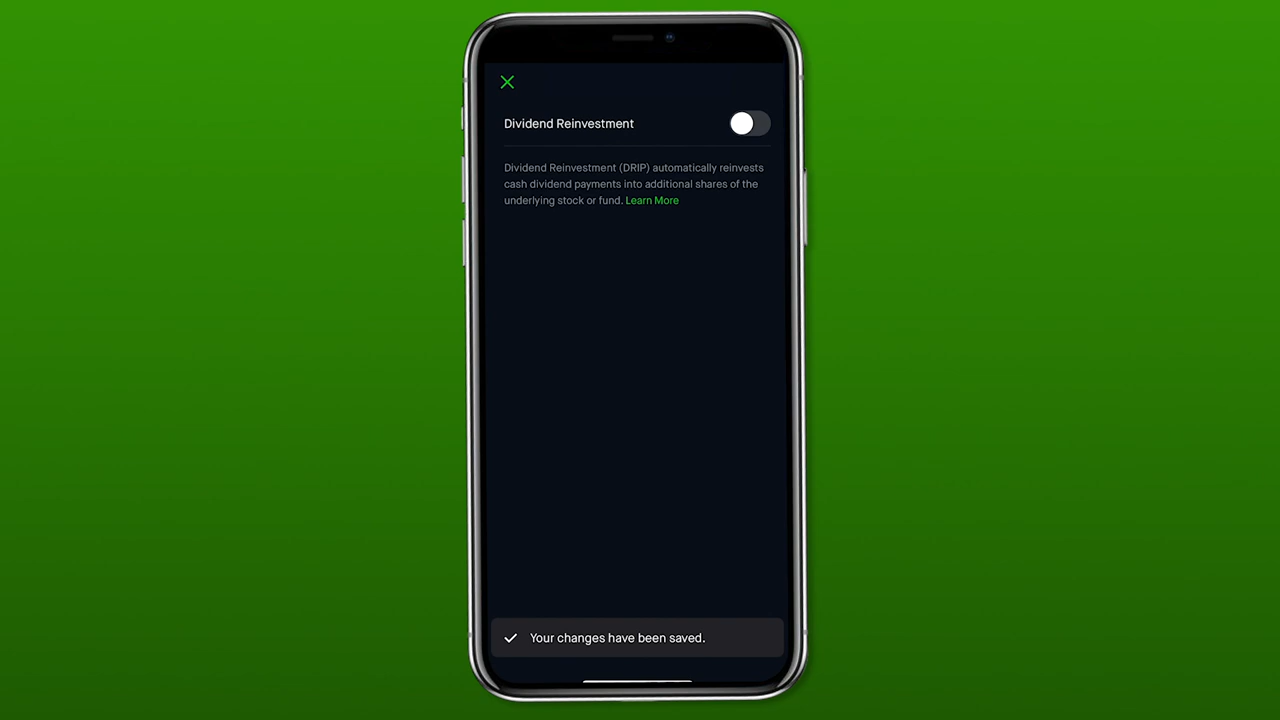 Dividend Reinvestment
Dividend Reinvestment (DRIP) automatically reinvests
cash dividend payments into additional shares of the
underlying stock or fund. Learn More
Your changes have been saved.